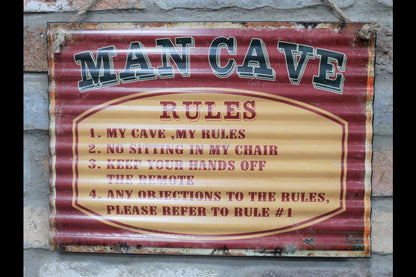 MAN CAVE
RULES
1. MY CAVE ,MY RULES
2. NO SITTING IN MY CHAIR
3. KEEP YOUR HANDS OFF
THE REMOTE
4. ANY OBJECTIONS TO THE RULES,
PLEASE REFER TO RULE #1